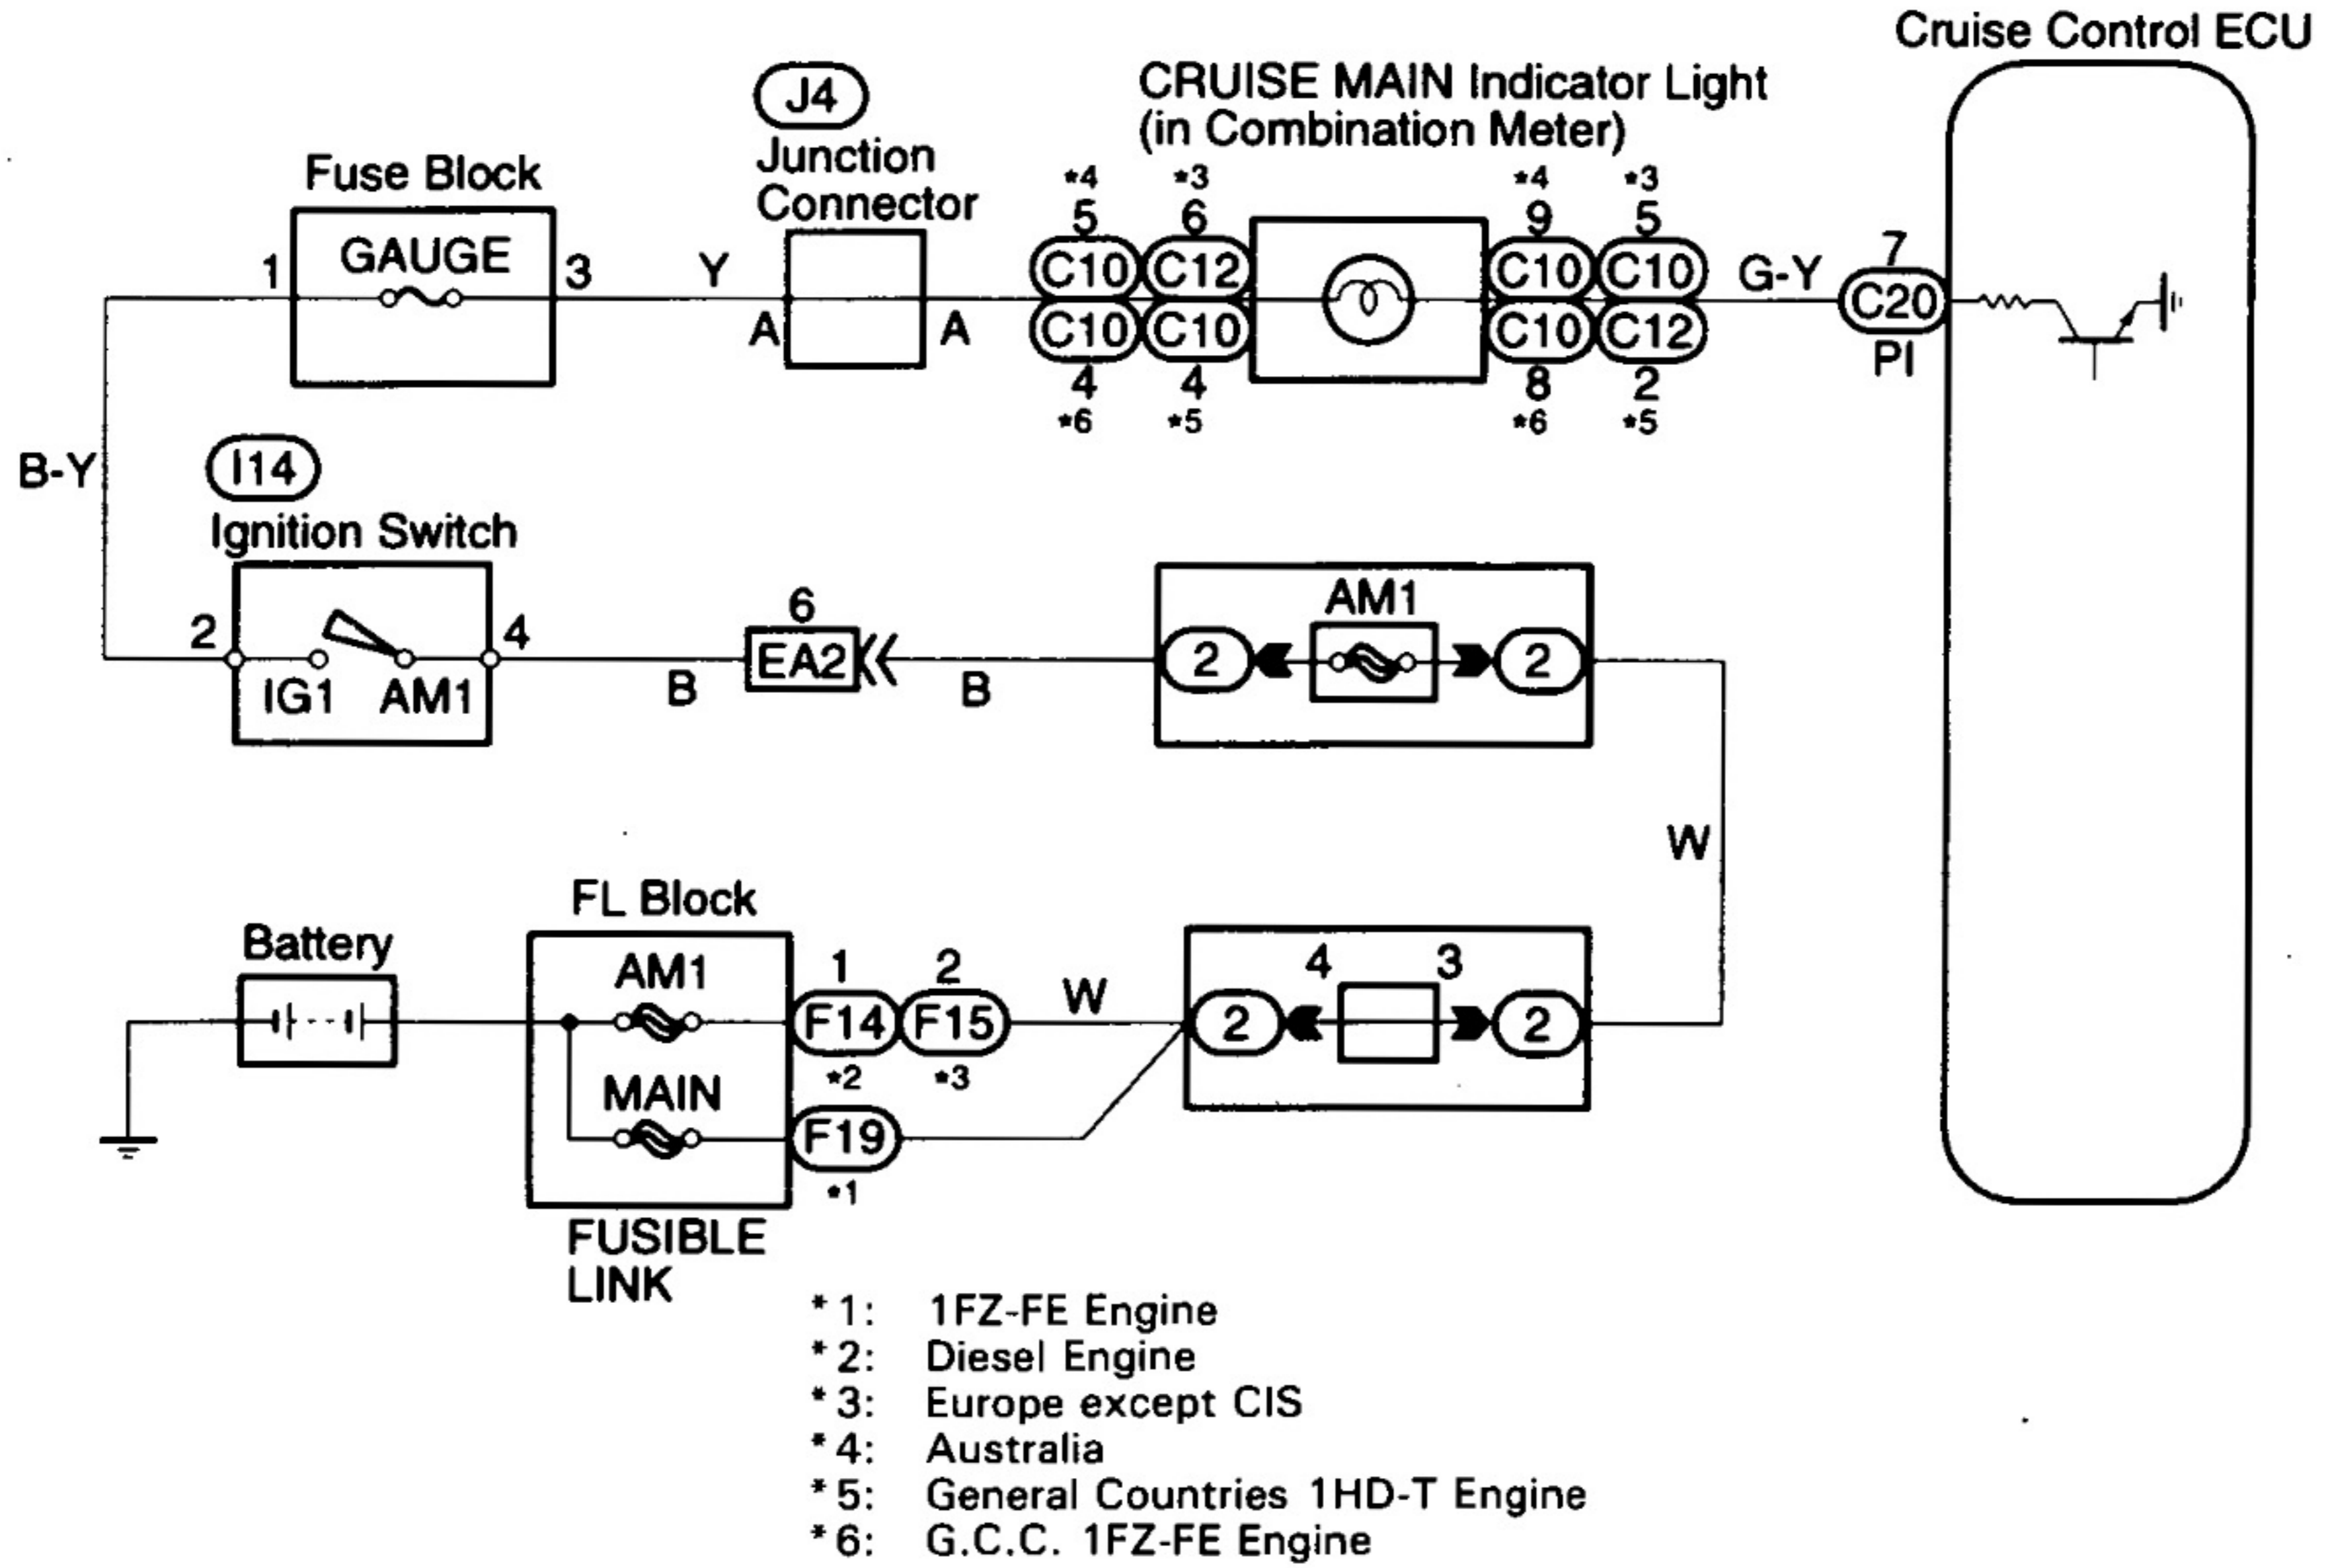 Cruise Control ECU
J4
Junction
Connector
CRUISE MAIN Indicator Light
(in Combination Meter)
Fuse Block
GAUGE
1
3
Y
A
A
*4
5
C10
*3
6
C12
C10
4
*6
C10
4
*5
*4
9
C10
*3
5
C10
C10
8
*6
C12
2
*5
G-Y
7
C20
PI
B-Y
I14
Ignition Switch
2
4
IG1
AM1
B
6
EA2
B
AM1
2
2
W
FL Block
Battery
AM1
MAIN
1
F14
*2
2
F15
*3
F19
*1
W
4
3
2
2
FUSIBLE
LINK
*1: 1FZ-FE Engine
*2: Diesel Engine
*3: Europe except CIS
*4: Australia
*5: General Countries 1HD-T Engine
*6: G.C.C. 1FZ-FE Engine